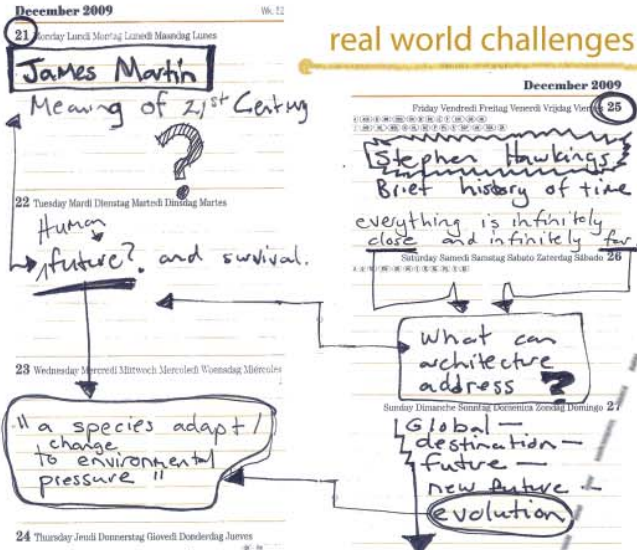 December 2009
Wk. 52
21 Monday Lundi Montag Lunedì Maandag Lunes
James Martin
Meaning of 21st Century
?
22 Tuesday Mardi Dienstag Martedì Dinsdag Martes
Human
future? and survival.
23 Wednesday Mercredi Mittwoch Mercoledì Woensdag Miércoles
"a species adapt/
change
to environmental
pressure"
24 Thursday Jeudi Donnerstag Giovedì Donderdag Jueves
real world challenges
December 2009
Friday Vendredi Freitag Venerdì Vrijdag Viernes 25
Stephen Hawkings
Brief history of time
everything is infinitely
close and infinitely far
Saturday Samedi Samstag Sabato Zaterdag Sábado 26
What can
architecture
address ?
Sunday Dimanche Sonntag Domenica Zondag Domingo 27
Global —
destination —
future —
new future —
evolution